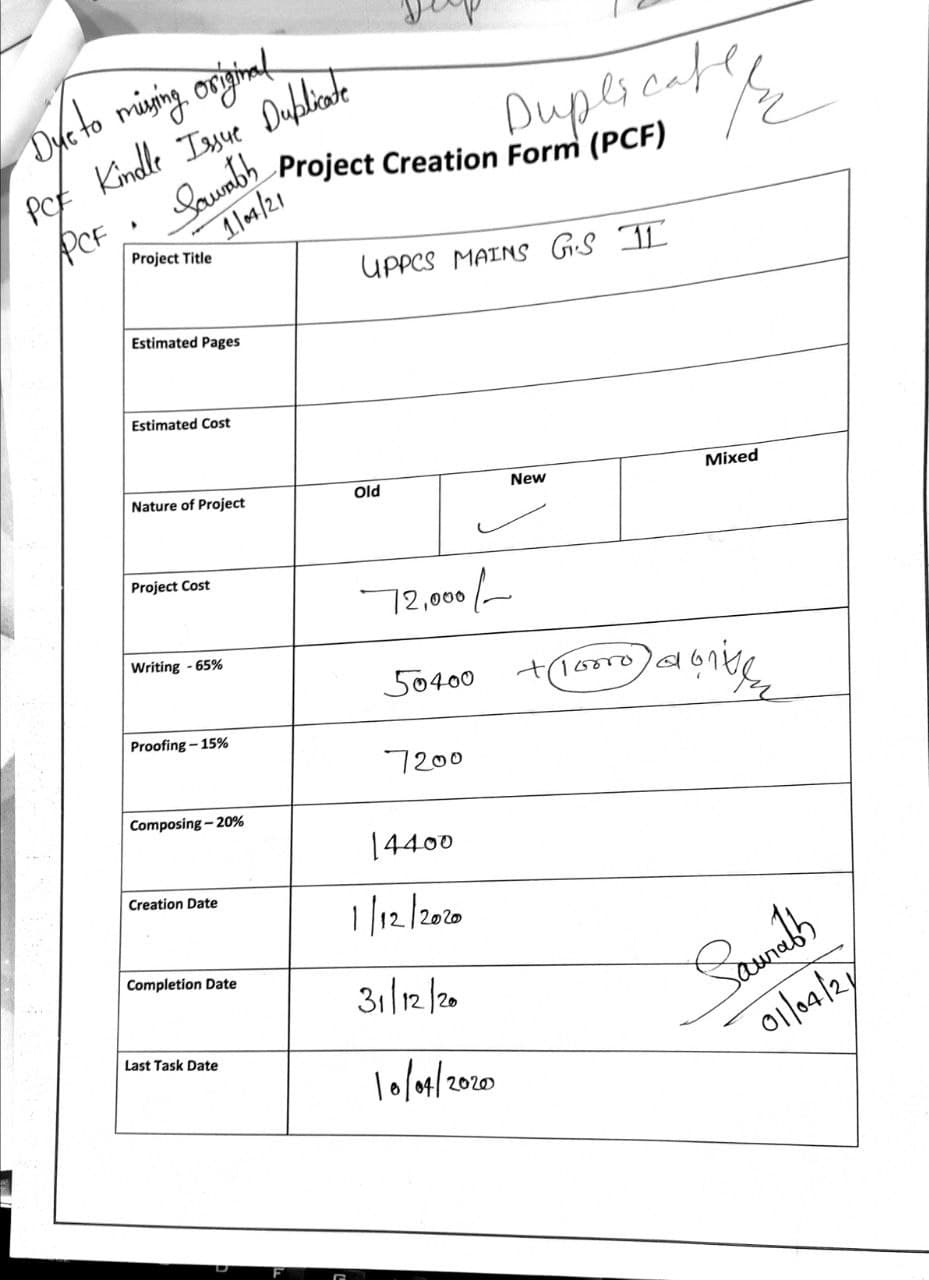 Duplicate
Due to missing original
PCF Kindle Issue Duplicate
PCF .
Saurabh
1/04/21
Project Creation Form (PCF)
Project Title UPPCS MAINS G.S II
Estimated Pages
Estimated Cost
Nature of Project Old New Mixed
Project Cost 72,000/-
Writing - 65% 50400 + 10000
Proofing – 15% 7200
Composing – 20% 14400
Creation Date 1/12/2020
Completion Date 31/12/20
Saurabh
01/04/21
Last Task Date 10/04/2020